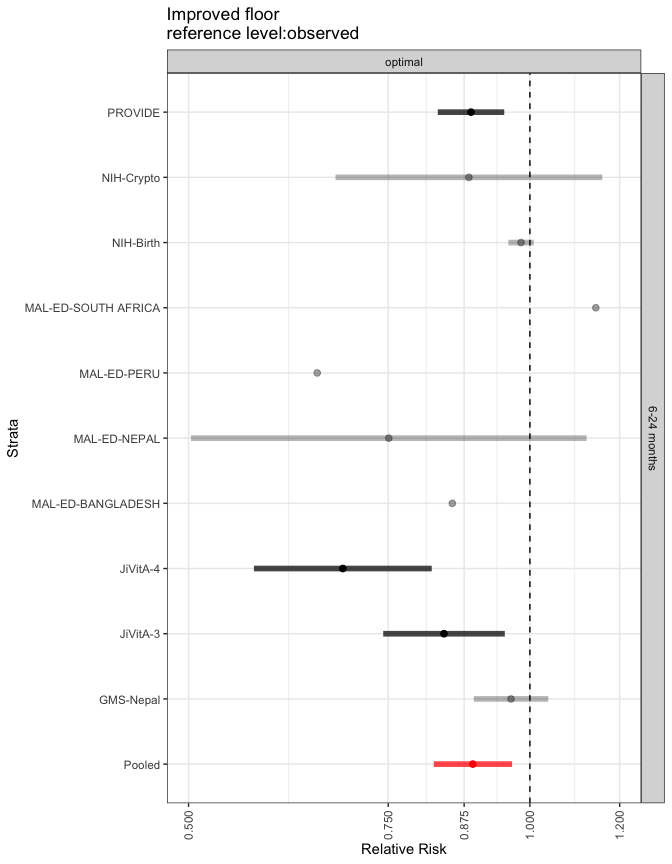 Improved floor
reference level:observed
optimal
PROVIDE
NIH-Crypto
NIH-Birth
MAL-ED-SOUTH AFRICA
MAL-ED-PERU
MAL-ED-NEPAL
MAL-ED-BANGLADESH
JiVitA-4
JiVitA-3
GMS-Nepal
Pooled
Strata
6-24 months
0.500
0.750
0.875
1.000
1.200
Relative Risk